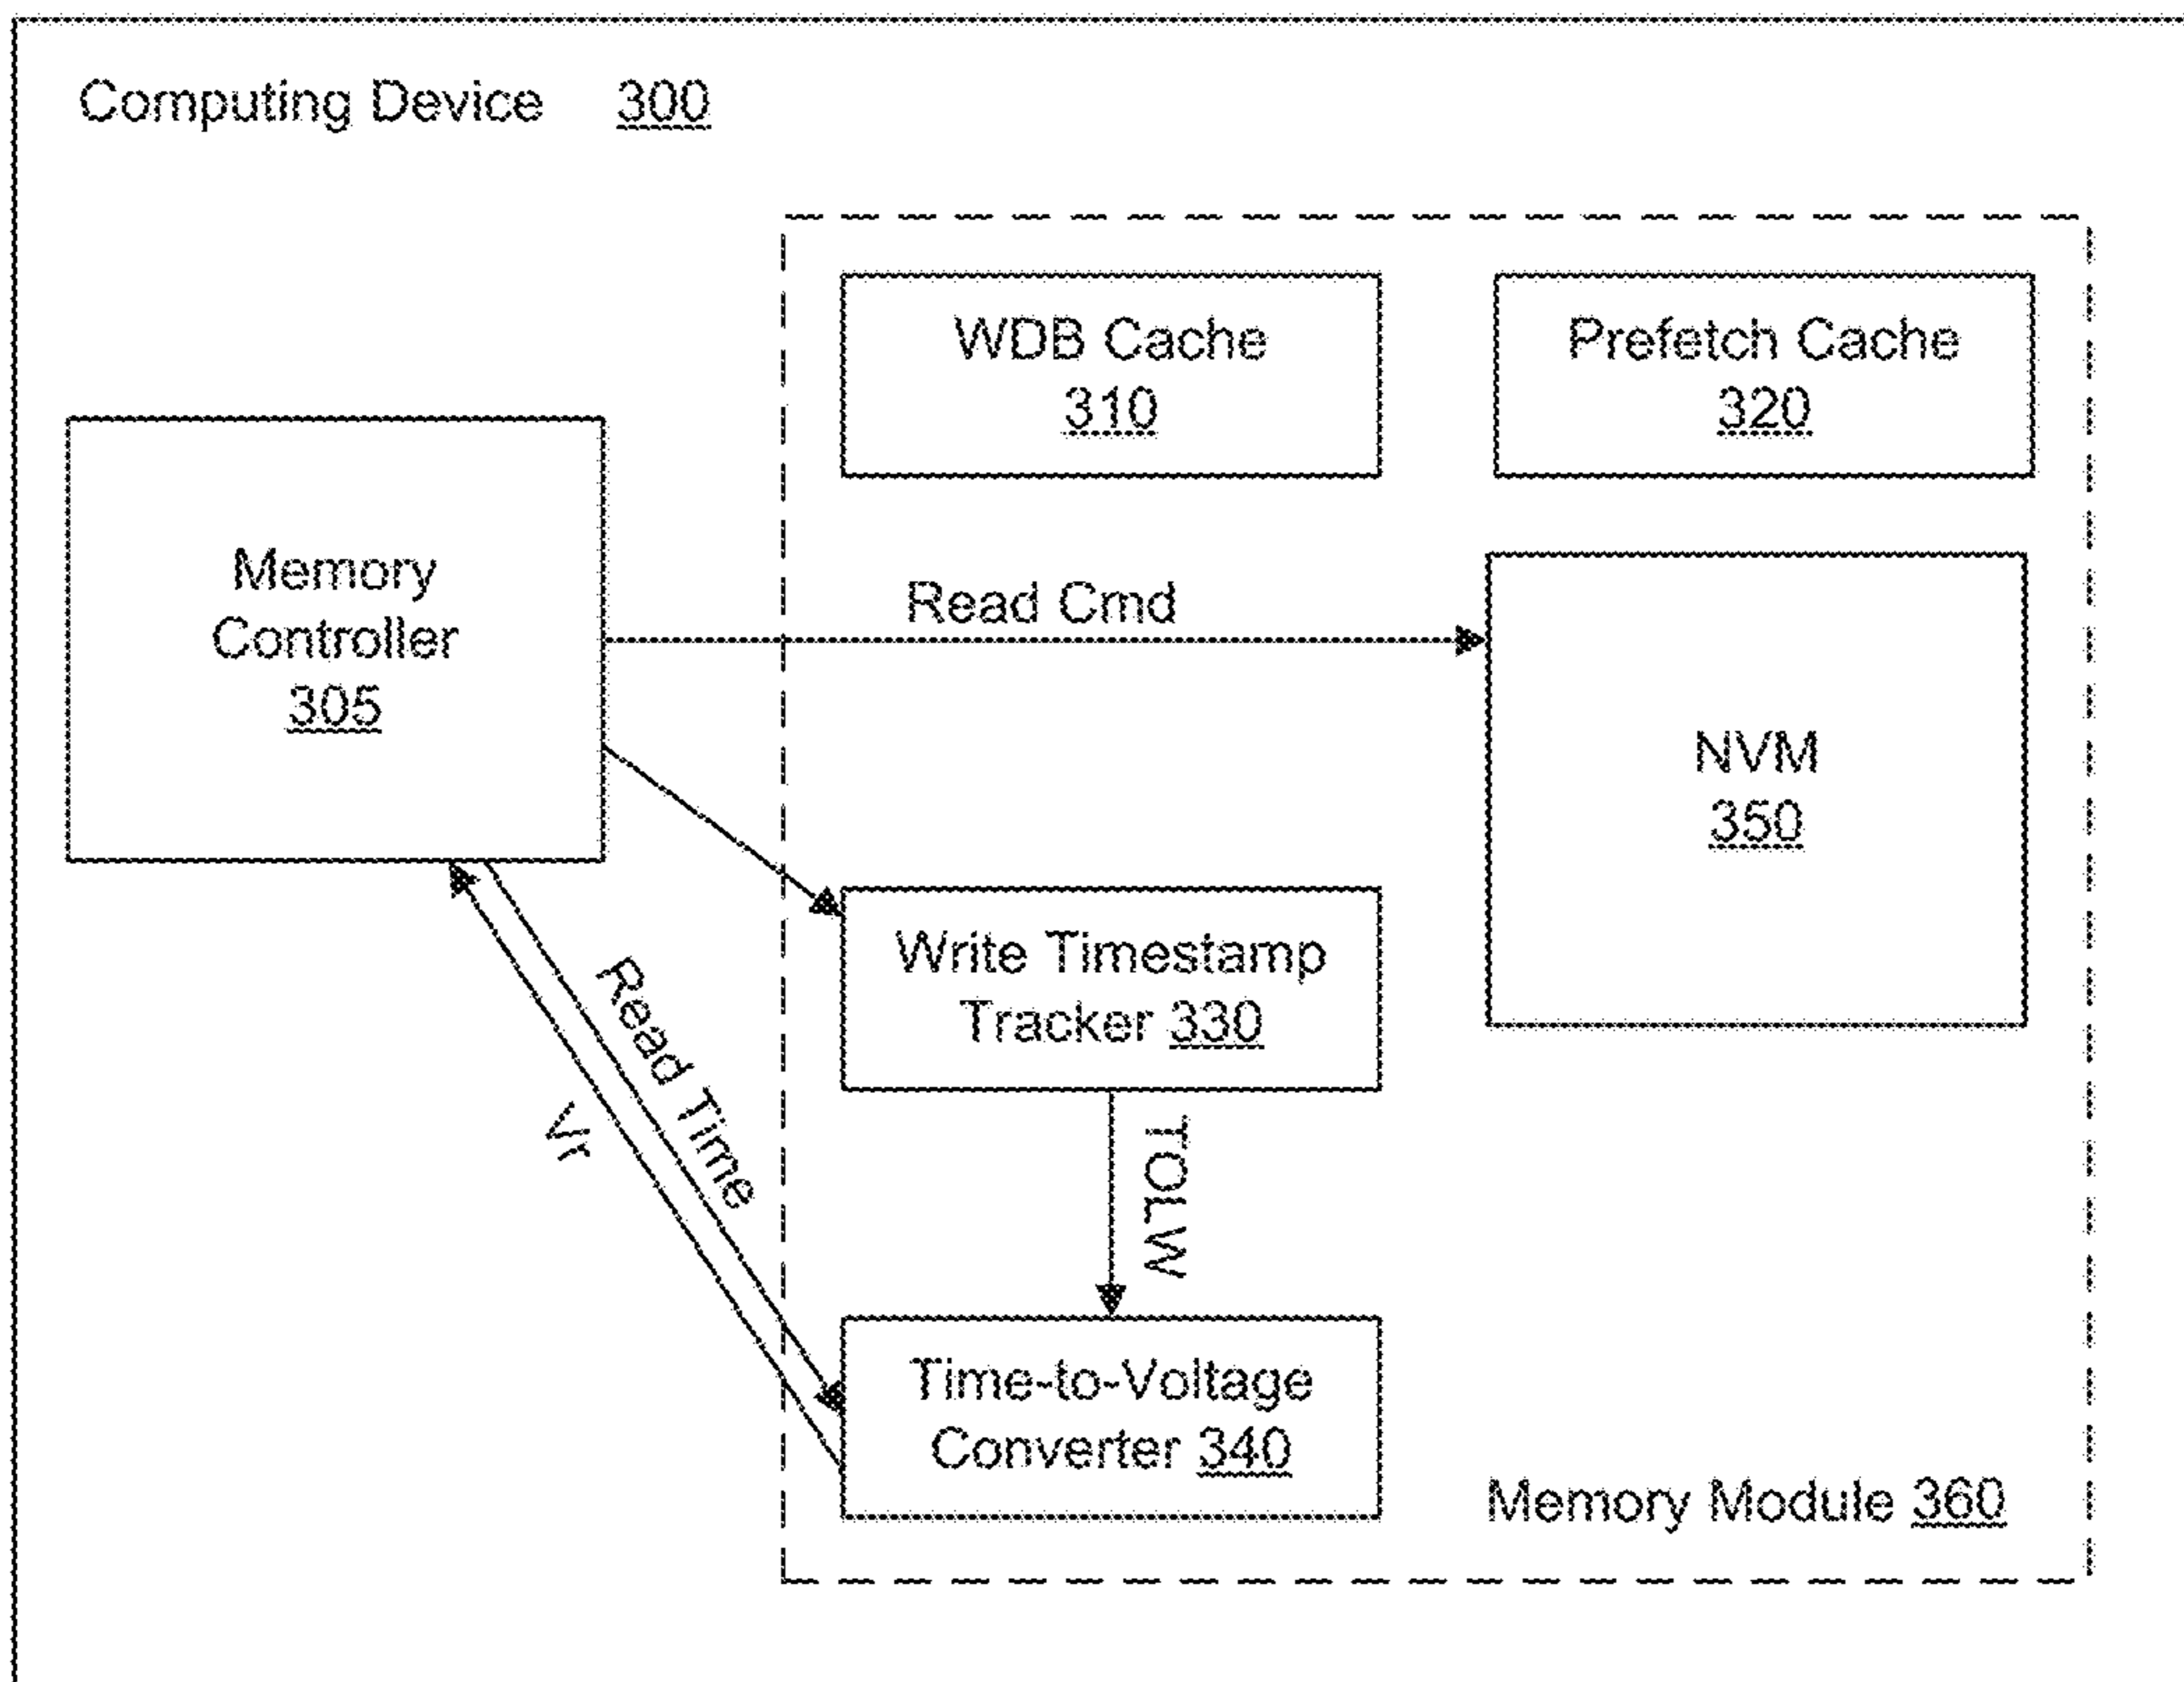 Computing Device 300
WDB Cache
310
Prefetch Cache
320
Memory
Controller
305
Read Cmd
NVM
350
Write Timestamp
Tracker 330
Read Time
Vr
TOLW
Time-to-Voltage
Converter 340
Memory Module 360